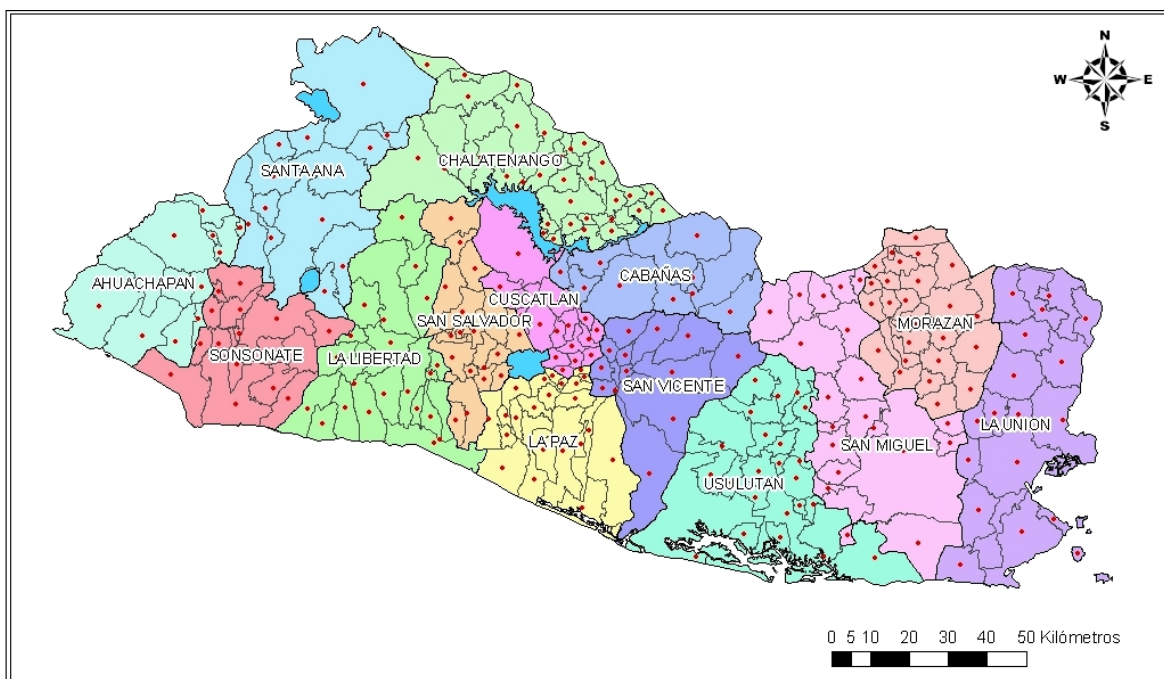 N
W E
S
CHALATENANGO
SANTA ANA
AHUACHAPAN
CABAÑAS
CUSCATLAN
SAN SALVADOR
MORAZAN
SONSONATE
LA LIBERTAD
SAN VICENTE
LA UNION
LA PAZ
SAN MIGUEL
USULUTAN
0 5 10 20 30 40 50 Kilómetros